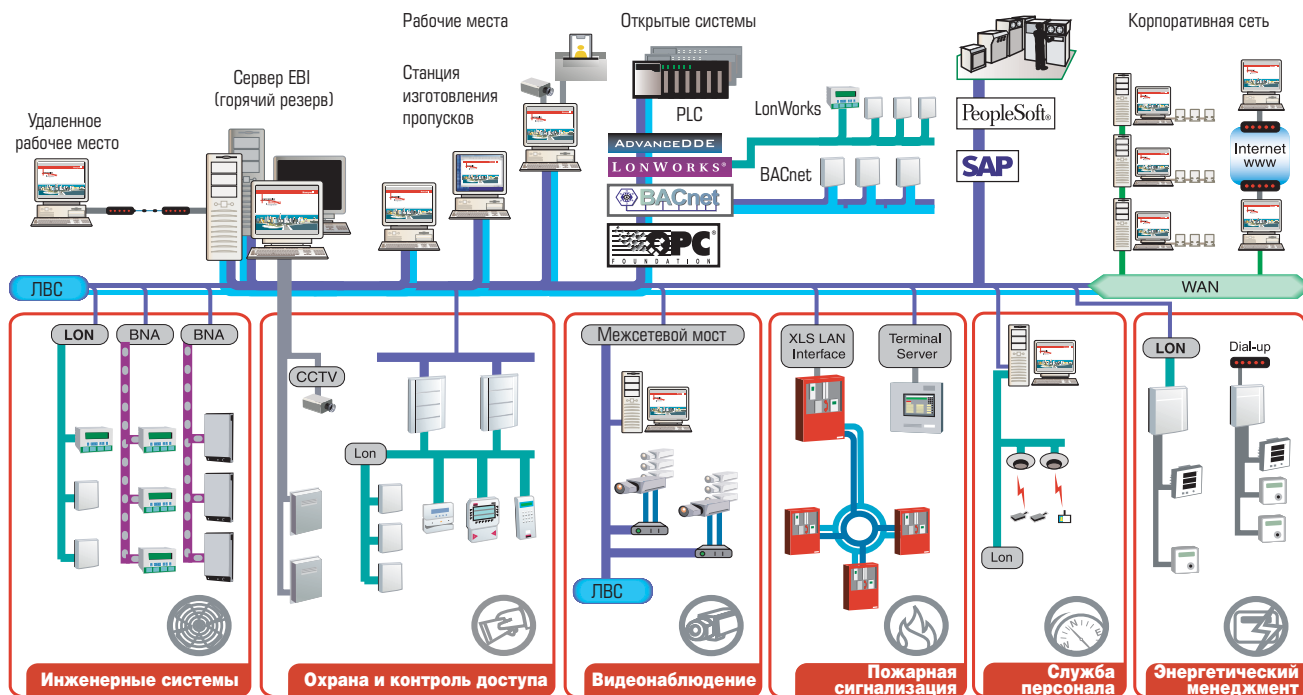 Рабочие места
Открытые системы
Корпоративная сеть
Сервер EBI
(горячий резерв)
Станция
изготовления
пропусков
Удаленное
рабочее место
PLC
LonWorks
ADVANCEDDE
LONWORKS®
BACnet
BACnet
OPC
FOUNDATION
PeopleSoft®
SAP
Internet
www
ЛВС
WAN
LON
BNA
BNA
CCTV
Lon
Межсетевой мост
ЛВС
XLS LAN
Interface
Terminal
Server
Lon
LON
Dial-up
N
N
Инженерные системы
Охрана и контроль доступа
Видеонаблюдение
Пожарная
сигнализация
Служба
персонала
Энергетический
менеджмент